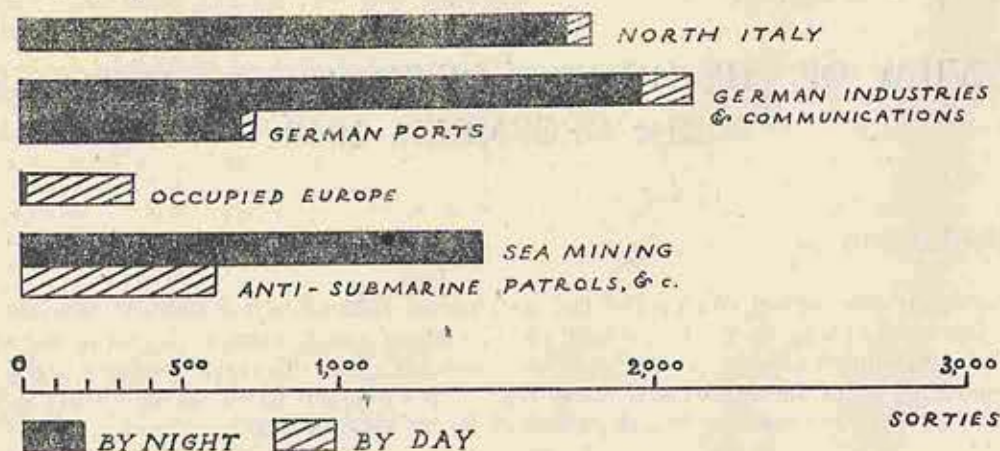 NORTH ITALY
GERMAN INDUSTRIES
& COMMUNICATIONS
GERMAN PORTS
OCCUPIED EUROPE
SEA MINING
ANTI-SUBMARINE PATROLS, & C.
0 500 1,000 2,000 3,000
SORTIES
BY NIGHT BY DAY